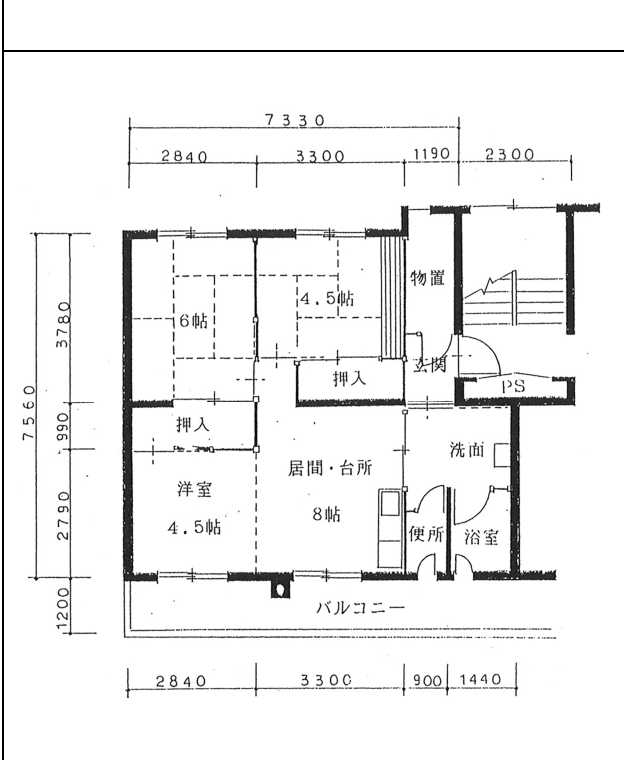 7330
2840 3300 1190 2300
物置
6帖
4.5帖
3780
玄関
押入
PS
7560
990
押入
洗面
居間・台所
洋室
4.5帖
8帖
便所
浴室
2790
1200
バルコニー
2840 3300 900 1440